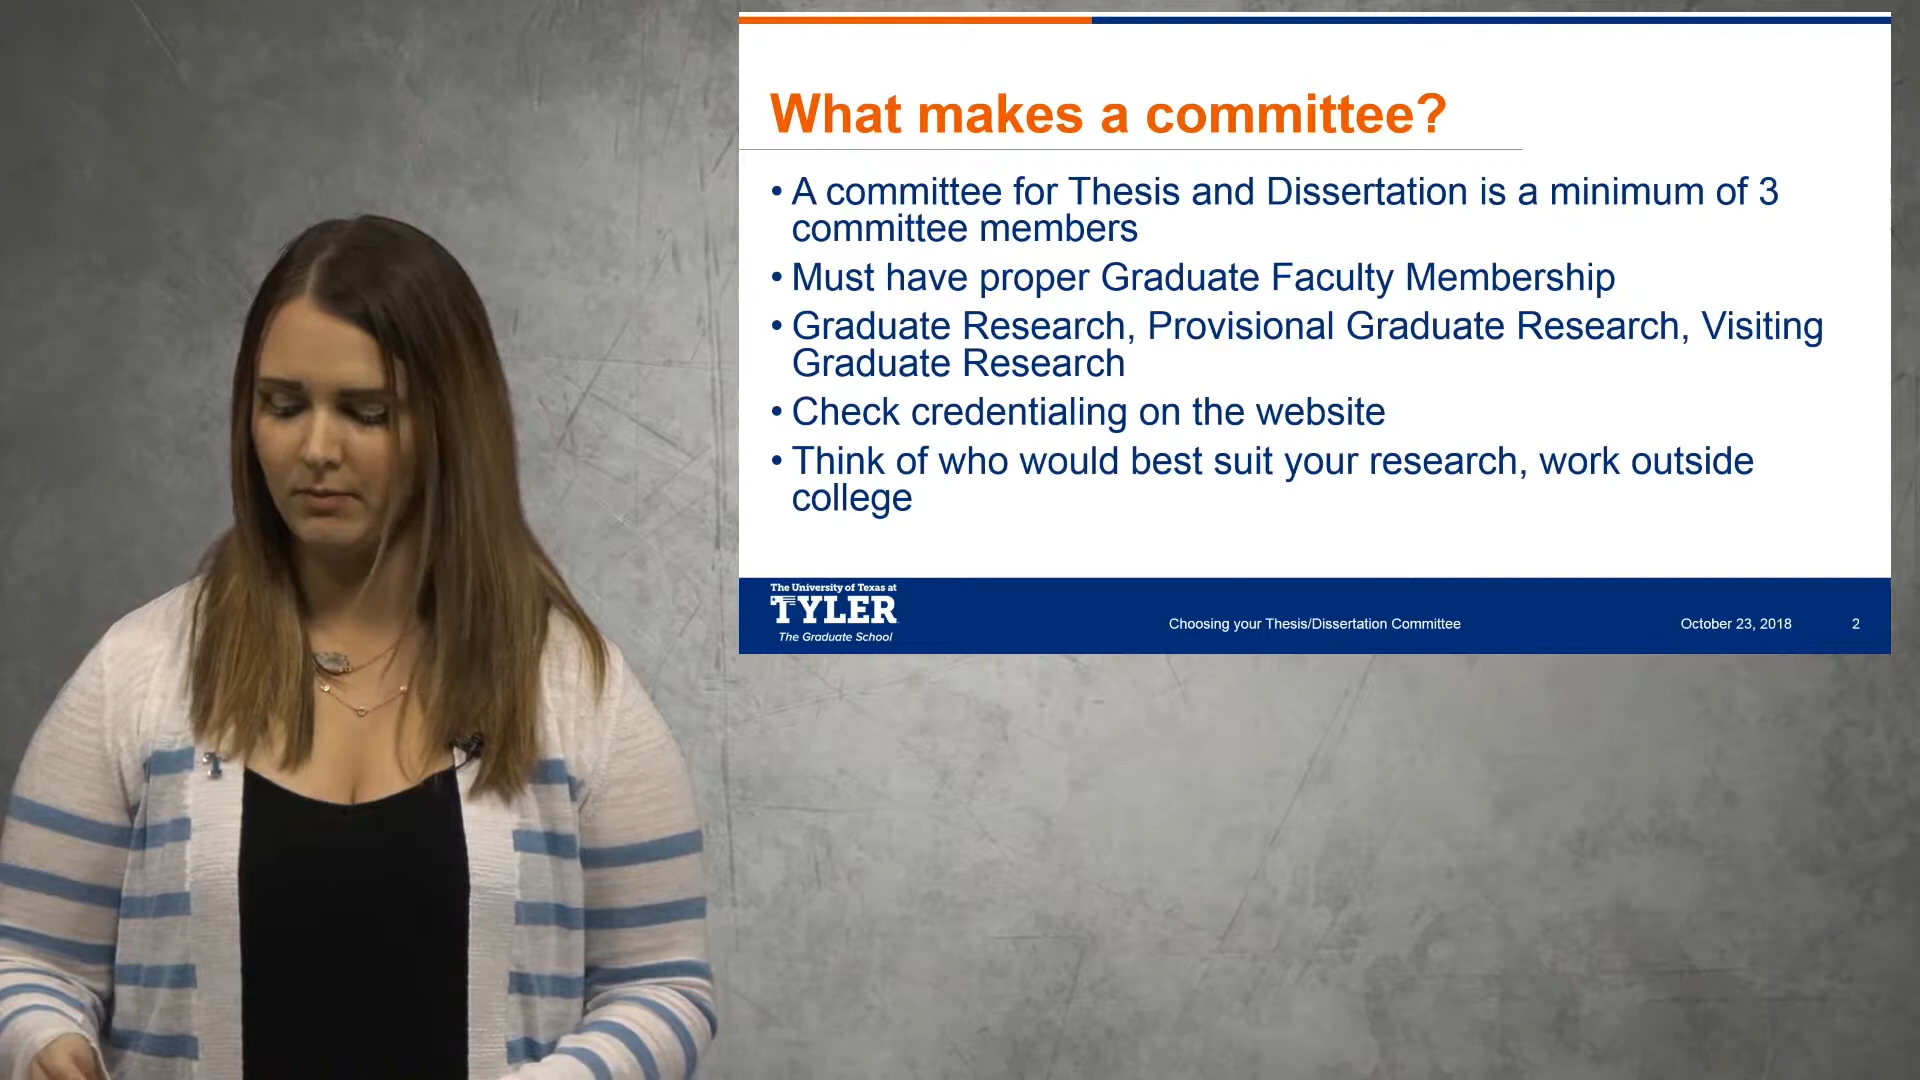 What makes a committee?
• A committee for Thesis and Dissertation is a minimum of 3
committee members
• Must have proper Graduate Faculty Membership
• Graduate Research, Provisional Graduate Research, Visiting
Graduate Research
• Check credentialing on the website
• Think of who would best suit your research, work outside
college
The University of Texas at
TYLER
The Graduate School
Choosing your Thesis/Dissertation Committee
October 23, 2018
2